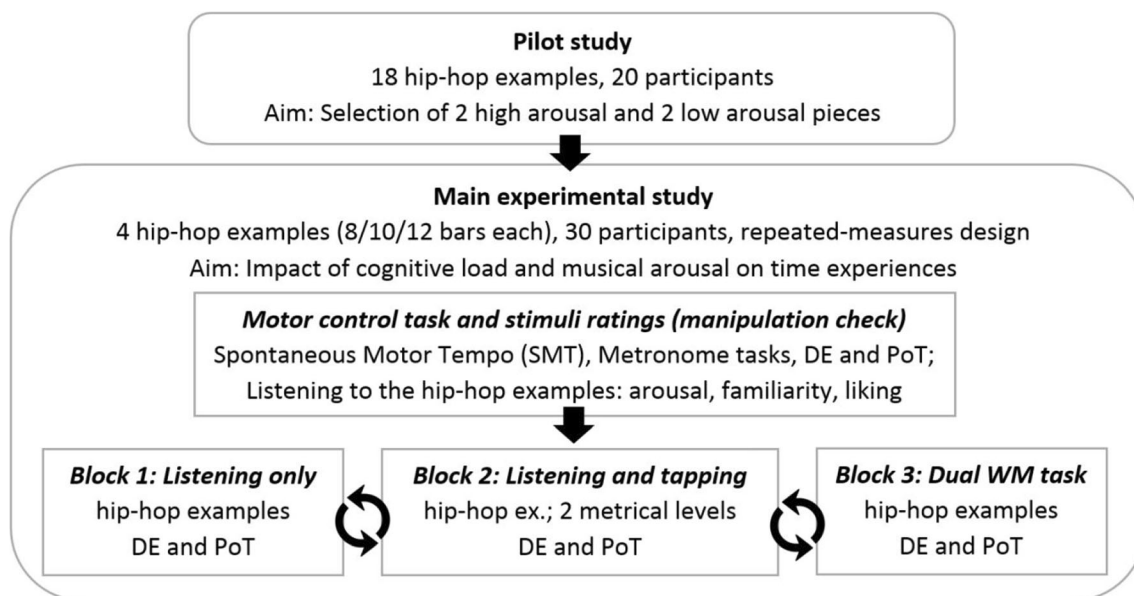 Pilot study
18 hip-hop examples, 20 participants
Aim: Selection of 2 high arousal and 2 low arousal pieces
Main experimental study
4 hip-hop examples (8/10/12 bars each), 30 participants, repeated-measures design
Aim: Impact of cognitive load and musical arousal on time experiences
Motor control task and stimuli ratings (manipulation check)
Spontaneous Motor Tempo (SMT), Metronome tasks, DE and PoT;
Listening to the hip-hop examples: arousal, familiarity, liking
Block 1: Listening only
hip-hop examples
DE and PoT
Block 2: Listening and tapping
hip-hop ex.; 2 metrical levels
DE and PoT
Block 3: Dual WM task
hip-hop examples
DE and PoT